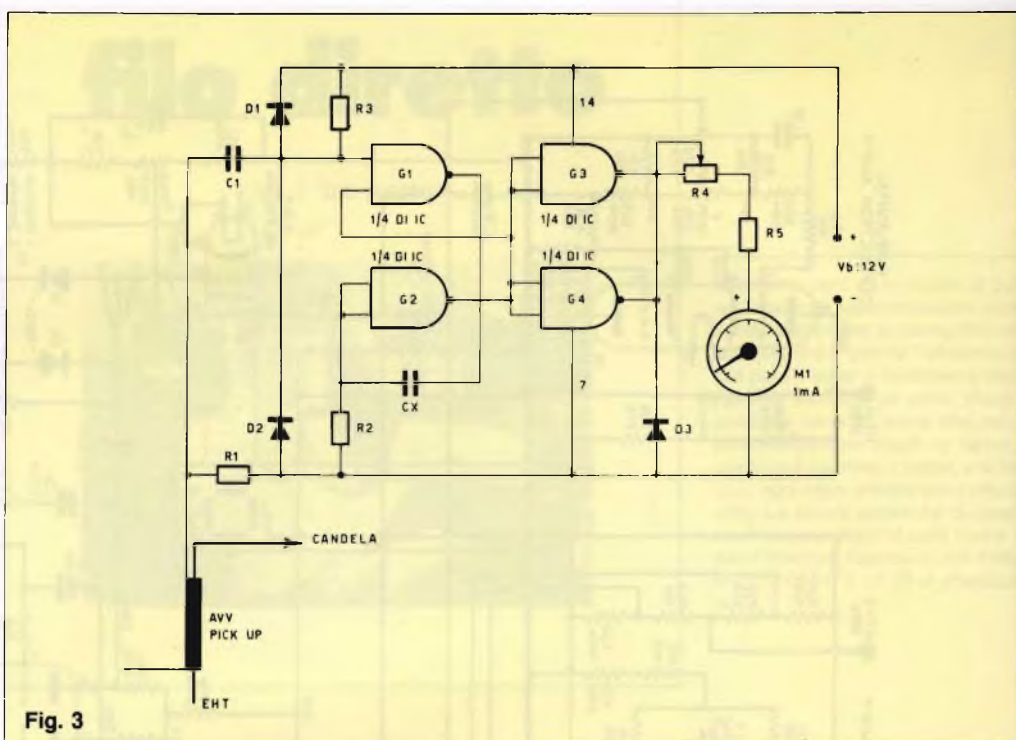 D1
R3
14
C1
G1
G3
1/4 DI IC
1/4 DI IC
R4
1/4 DI IC
R5
G2
G4
+
Vb:12V
-
+
CX
7
M1
1mA
D2
R2
D3
R1
CANDELA
AVV
PICK UP
EHT
Fig. 3